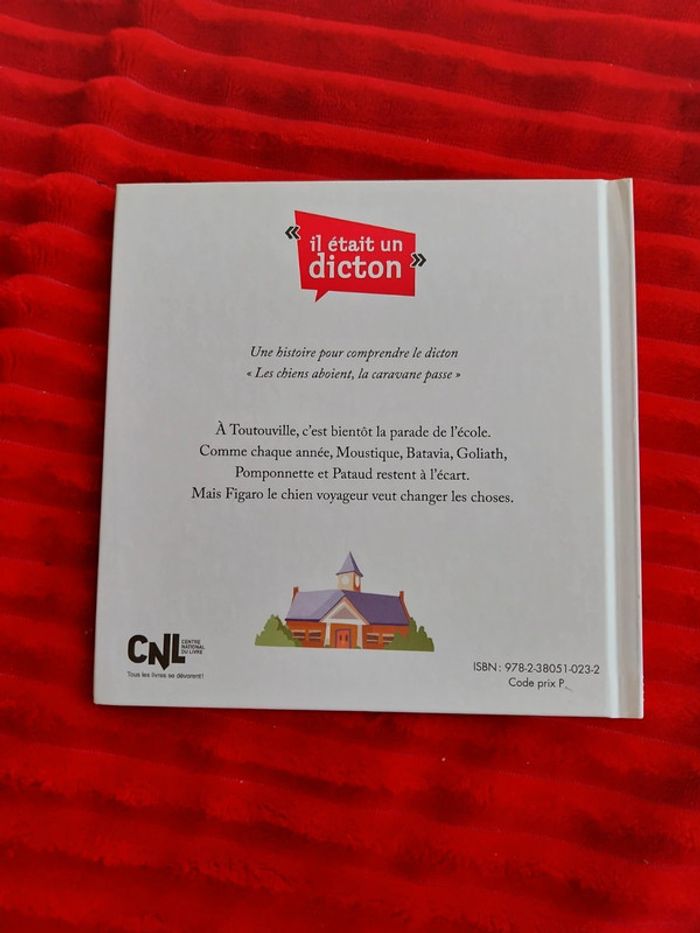 « il était un
dicton »
Une histoire pour comprendre le dicton
« Les chiens aboient, la caravane passe »
À Toutouville, c'est bientôt la parade de l'école.
Comme chaque année, Moustique, Batavia, Goliath,
Pomponnette et Pataud restent à l'écart.
Mais Figaro le chien voyageur veut changer les choses.
CNL CENTRE
NATIONAL
DU LIVRE
Tous les livres se dévorent!
ISBN : 978-2-38051-023-2
Code prix P.